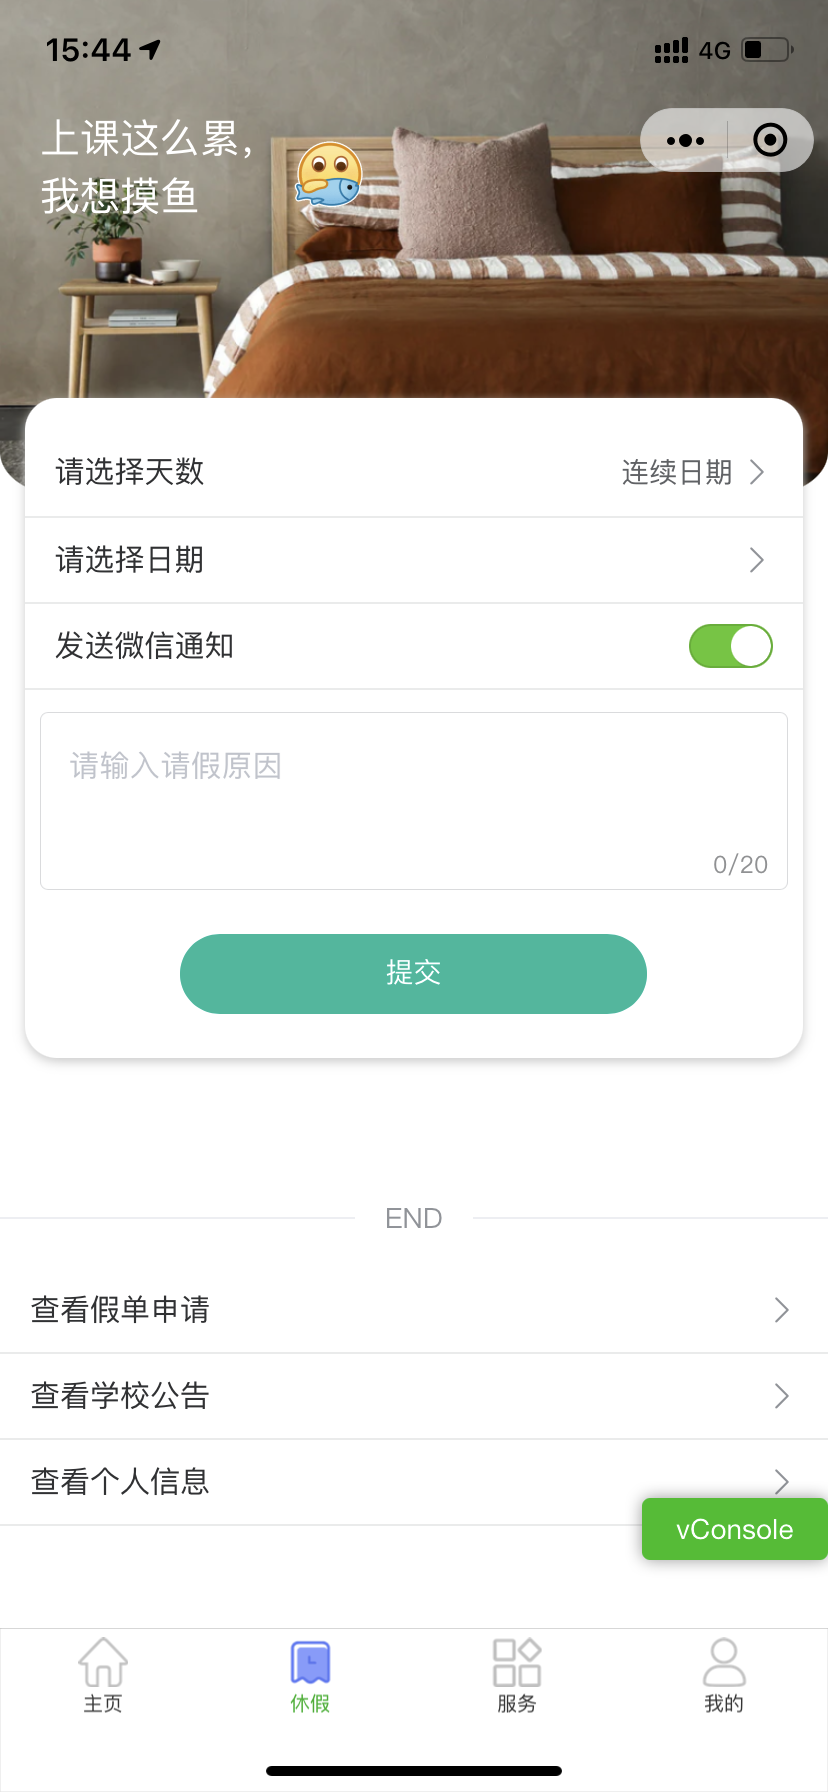 15:44
4G
上课这么累,
我想摸鱼
请选择天数 连续日期
请选择日期
发送微信通知
请输入请假原因
0/20
提交
END
查看假单申请
查看学校公告
查看个人信息
vConsole
主页 休假 服务 我的